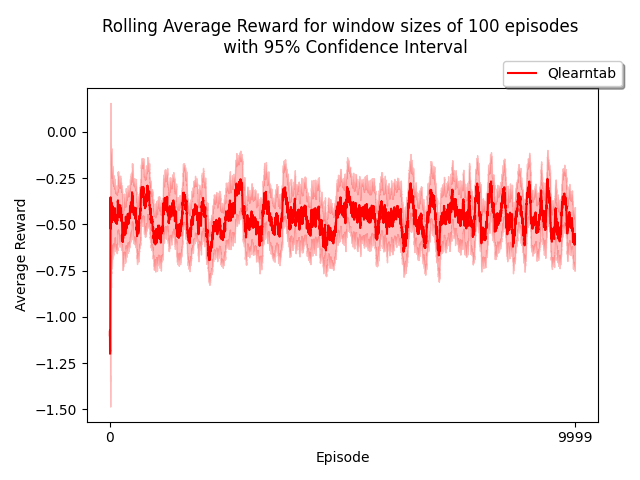 Rolling Average Reward for window sizes of 100 episodes
with 95% Confidence Interval
Qlearntab
0.00
−0.25
−0.50
−0.75
−1.00
−1.25
−1.50
Average Reward
0 9999
Episode